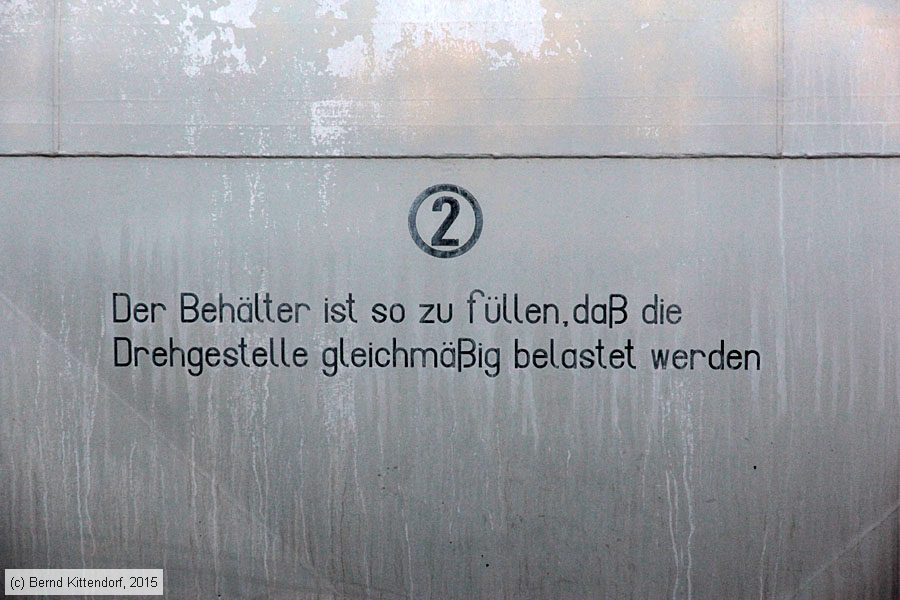 2
Der Behälter ist so zu füllen,daß die
Drehgestelle gleichmäßig belastet werden
(c) Bernd Kittendorf, 2015